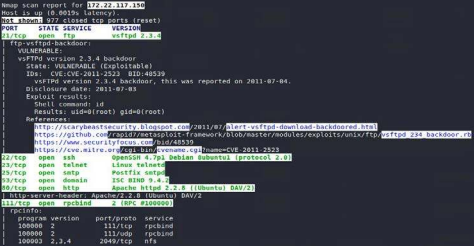 Nmap scan report for 172.22.117.150
Host is up (0.0019s latency).
Not shown: 977 closed tcp ports (reset)
PORT STATE SERVICE VERSION
21/tcp open ftp vsftpd 2.3.4
| ftp-vsftpd-backdoor:
| VULNERABLE:
| vsFTPd version 2.3.4 backdoor
| State: VULNERABLE (Exploitable)
| IDs: CVE:CVE-2011-2523 BID:48539
| vsFTPd version 2.3.4 backdoor, this was reported on 2011-07-04.
| Disclosure date: 2011-07-03
| Exploit results:
| Shell command: id
| Results: uid=0(root) gid=0(root)
| References:
| http://scarybeastsecurity.blogspot.com/2011/07/alert-vsftpd-download-backdoored.html
| https://github.com/rapid7/metasploit-framework/blob/master/modules/exploits/unix/ftp/vsftpd_234_backdoor.rb
| https://www.securityfocus.com/bid/48539
| https://cve.mitre.org/cgi-bin/cvename.cgi?name=CVE-2011-2523
22/tcp open ssh OpenSSH 4.7p1 Debian 8ubuntu1 (protocol 2.0)
23/tcp open telnet Linux telnetd
25/tcp open smtp Postfix smtpd
53/tcp open domain ISC BIND 9.4.2
80/tcp open http Apache httpd 2.2.8 ((Ubuntu) DAV/2)
|_http-server-header: Apache/2.2.8 (Ubuntu) DAV/2
111/tcp open rpcbind 2 (RPC #100000)
| rpcinfo:
| program version port/proto service
| 100000 2 111/tcp rpcbind
| 100000 2 111/udp rpcbind
| 100003 2,3,4 2049/tcp nfs